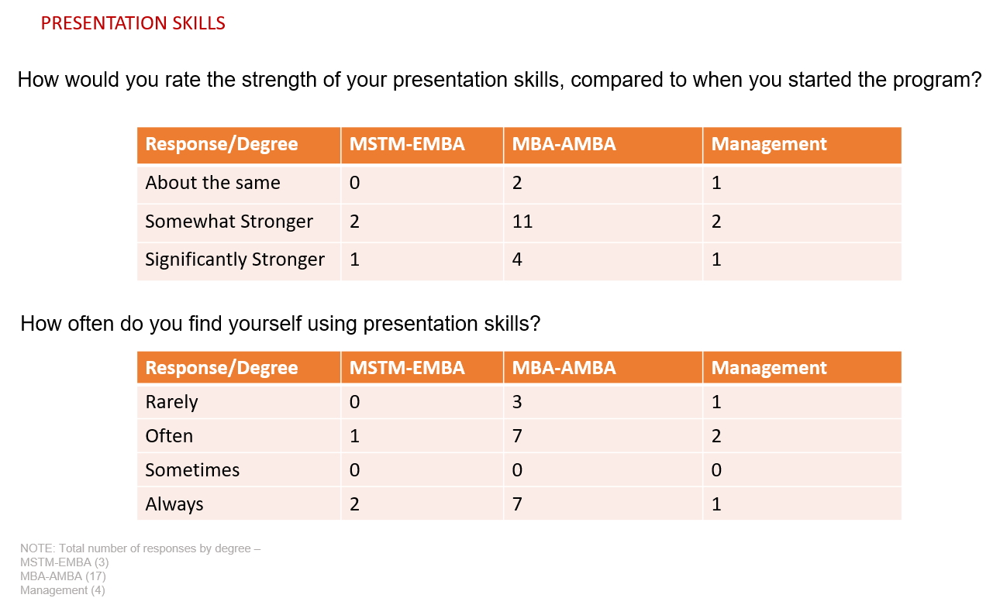 PRESENTATION SKILLS
How would you rate the strength of your presentation skills, compared to when you started the program?
Response/Degree MSTM-EMBA MBA-AMBA Management
About the same 0 2 1
Somewhat Stronger 2 11 2
Significantly Stronger 1 4 1
How often do you find yourself using presentation skills?
Response/Degree MSTM-EMBA MBA-AMBA Management
Rarely 0 3 1
Often 1 7 2
Sometimes 0 0 0
Always 2 7 1
NOTE: Total number of responses by degree –
MSTM-EMBA (3)
MBA-AMBA (17)
Management (4)